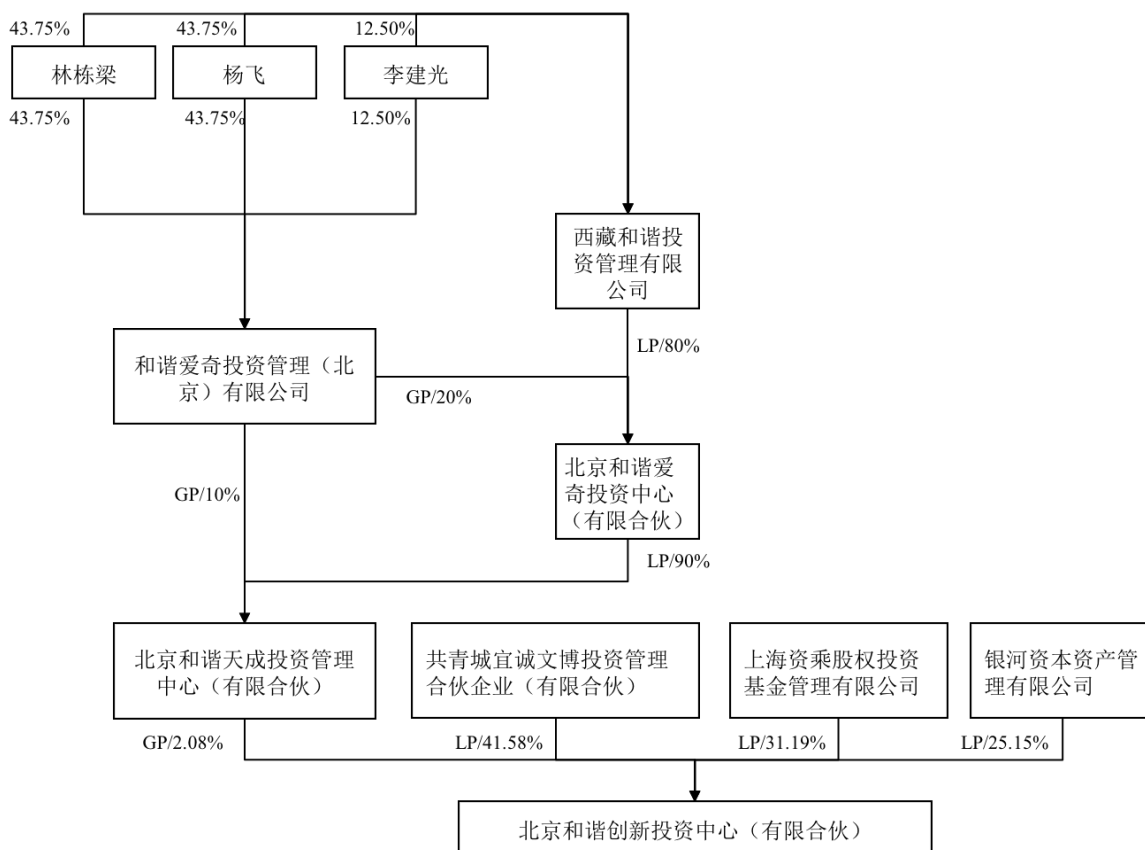 43.75%
43.75%
12.50%
林栋梁
杨飞
李建光
43.75%
43.75%
12.50%
西藏和谐投
资管理有限
公司
LP/80%
和谐爱奇投资管理（北
京）有限公司
GP/20%
北京和谐爱
奇投资中心
（有限合伙）
GP/10%
LP/90%
北京和谐天成投资管理
中心（有限合伙）
共青城宜诚文博投资管理
合伙企业（有限合伙）
上海资乘股权投资
基金管理有限公司
银河资本资产管
理有限公司
GP/2.08%
LP/41.58%
LP/31.19%
LP/25.15%
北京和谐创新投资中心（有限合伙）